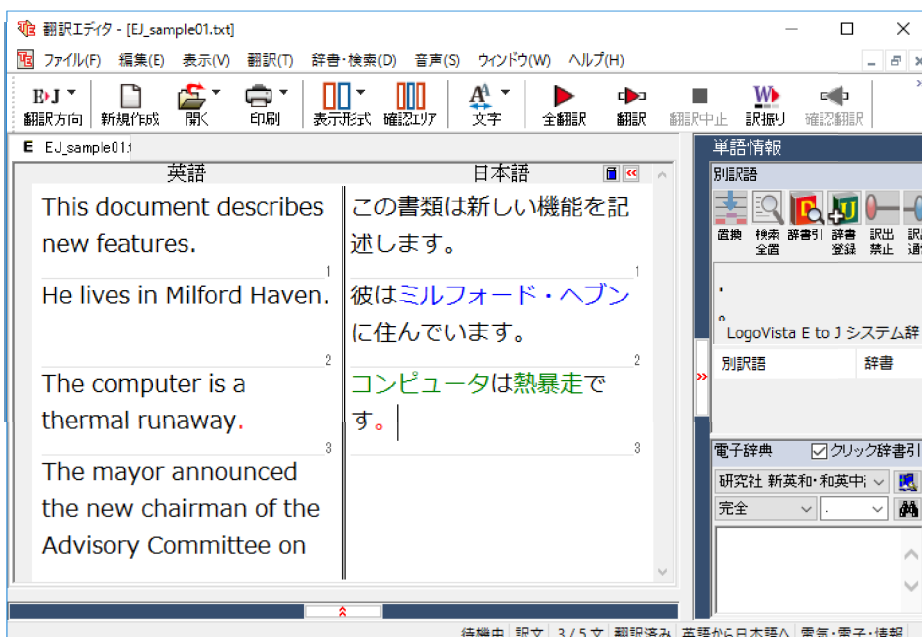 翻訳エディタ - [EJ_sample01.txt]
ファイル(F) 編集(E) 表示(V) 翻訳(T) 辞書・検索(D) 音声(S) ウィンドウ(W) ヘルプ(H)
E›J
翻訳方向 新規作成 開く 印刷 表示形式 確認エリア 文字 全翻訳 翻訳 翻訳中止 訳振り 確認翻訳
E EJ_sample01.
英語 日本語
This document describes
new features.
1
He lives in Milford Haven.
2
The computer is a
thermal runaway.
3
The mayor announced
the new chairman of the
Advisory Committee on
この書類は新しい機能を記
述します。
1
彼はミルフォード・ヘブン
に住んでいます。
2
コンピュータは熱暴走で
す。
3
単語情報
別訳語
置換 検索 辞書引 辞書 訳出
全置 登録 禁止
.
。
LogoVista E to J システム辞
別訳語 辞書
電子辞典 クリック辞書引
研究社 新英和・和英中
完全 .
待機中 訳文 3 / 5 文 翻訳済み 英語から日本語へ 電気・電子・情報